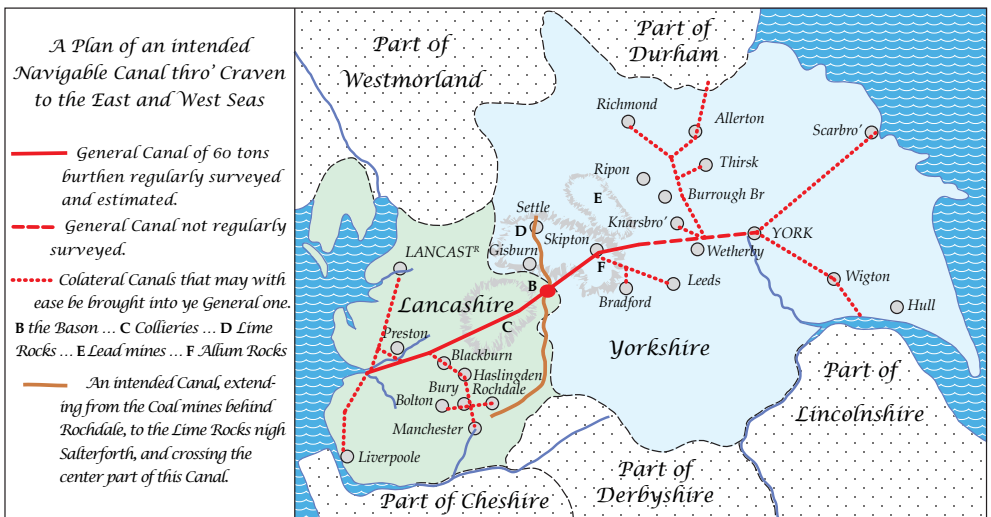 A Plan of an intended
Navigable Canal thro' Craven
to the East and West Seas
General Canal of 60 tons
burthen regularly surveyed
and estimated.
General Canal not regularly
surveyed.
Colateral Canals that may with
ease be brought into ye General one.
B the Bason ... C Collieries ... D Lime
Rocks ... E Lead mines ... F Allum Rocks
An intended Canal, extend-
ing from the Coal mines behind
Rochdale, to the Lime Rocks nigh
Salterforth, and crossing the
center part of this Canal.
Part of
Westmorland
Part of
Durham
Richmond
Allerton
Scarbro'
Thirsk
Ripon
E
Burrough Br
Settle
D
Skipton
Knarsbro'
YORK
Gisburn
Wetherby
LANCASTᴿ
F
Leeds
Wigton
B
Bradford
Hull
Lancashire
C
Preston
Yorkshire
Blackburn
Haslingden
Bury
Rochdale
Bolton
Manchester
Liverpoole
Part of
Lincolnshire
Part of Cheshire
Part of
Derbyshire